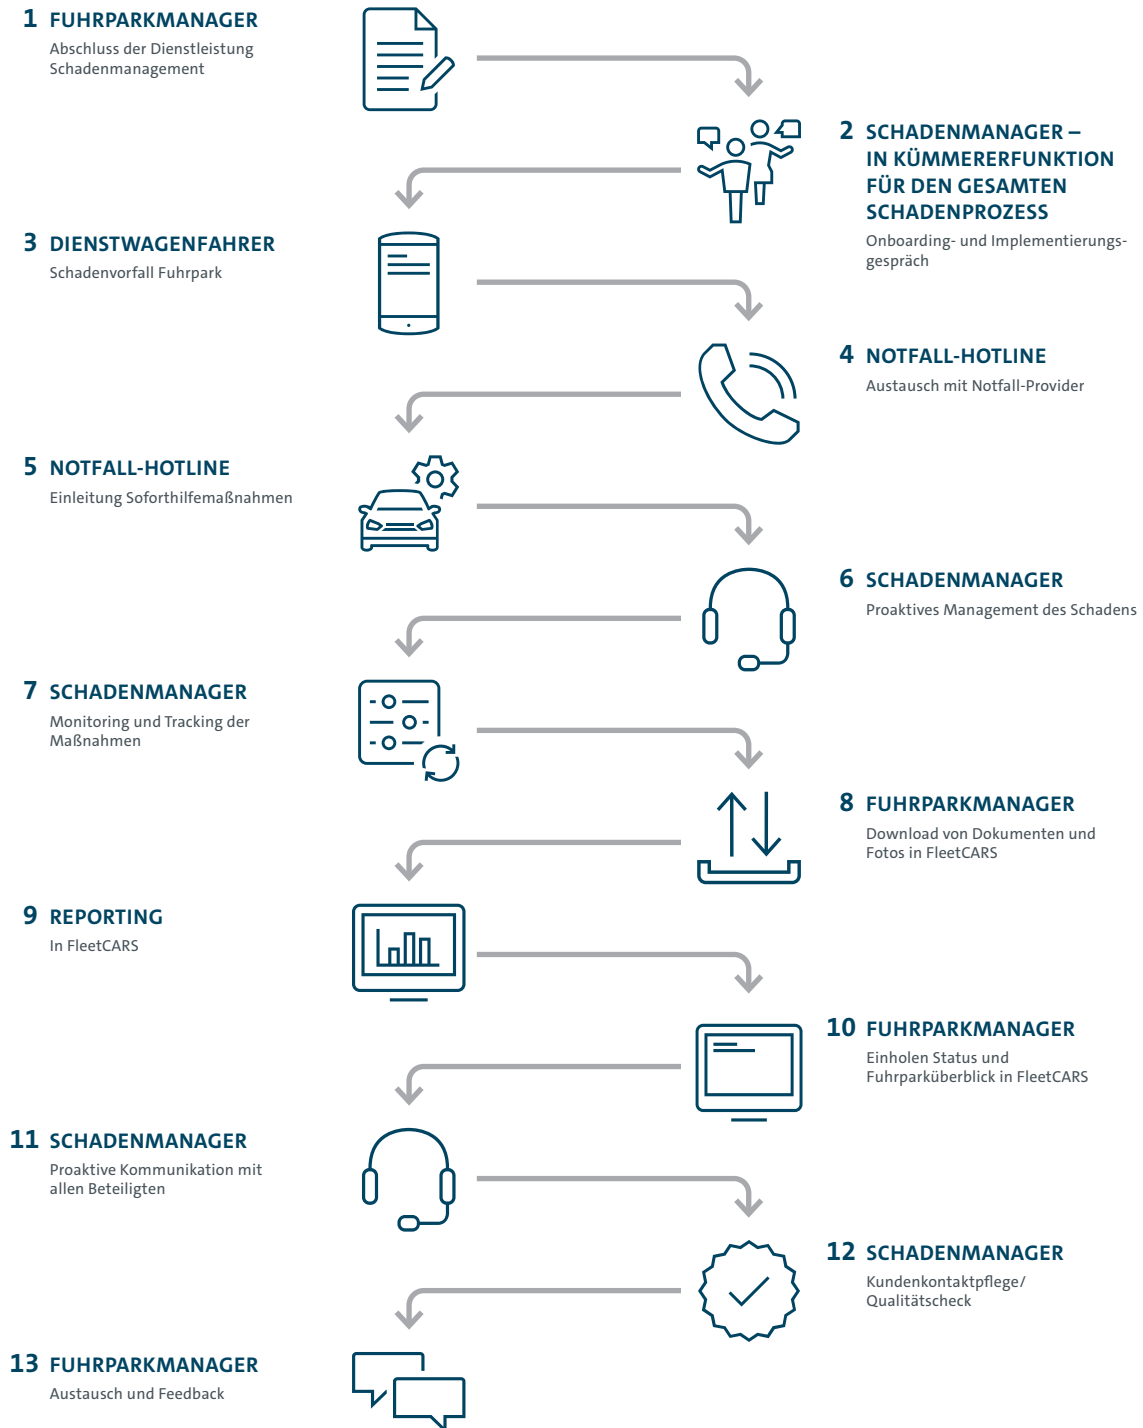 1 FUHRPARKMANAGER
Abschluss der Dienstleistung
Schadenmanagement
2 SCHADENMANAGER –
IN KÜMMERERFUNKTION
FÜR DEN GESAMTEN
SCHADENPROZESS
Onboarding- und Implementierungs-
gespräch
3 DIENSTWAGENFAHRER
Schadenvorfall Fuhrpark
4 NOTFALL-HOTLINE
Austausch mit Notfall-Provider
5 NOTFALL-HOTLINE
Einleitung Soforthilfemaßnahmen
6 SCHADENMANAGER
Proaktives Management des Schadens
7 SCHADENMANAGER
Monitoring und Tracking der
Maßnahmen
8 FUHRPARKMANAGER
Download von Dokumenten und
Fotos in FleetCARS
9 REPORTING
In FleetCARS
10 FUHRPARKMANAGER
Einholen Status und
Fuhrparküberblick in FleetCARS
11 SCHADENMANAGER
Proaktive Kommunikation mit
allen Beteiligten
12 SCHADENMANAGER
Kundenkontaktpflege/
Qualitätscheck
13 FUHRPARKMANAGER
Austausch und Feedback